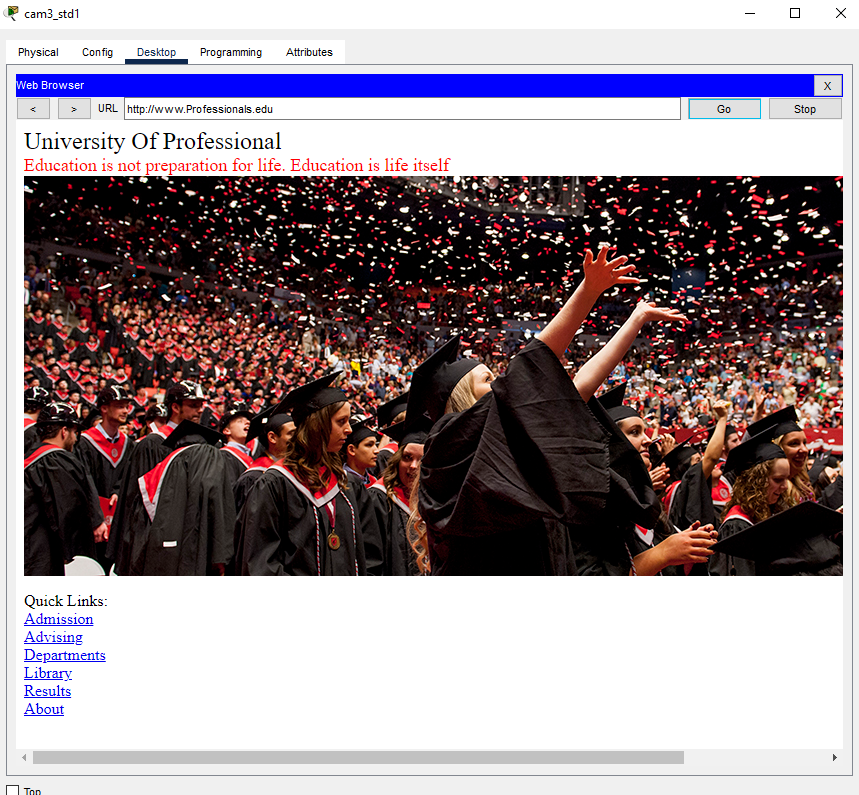 cam3_std1
Physical Config Desktop Programming Attributes
Web Browser X
< > URL http://www.Professionals.edu Go Stop
University Of Professional
Education is not preparation for life. Education is life itself
Quick Links:
Admission
Advising
Departments
Library
Results
About
Top